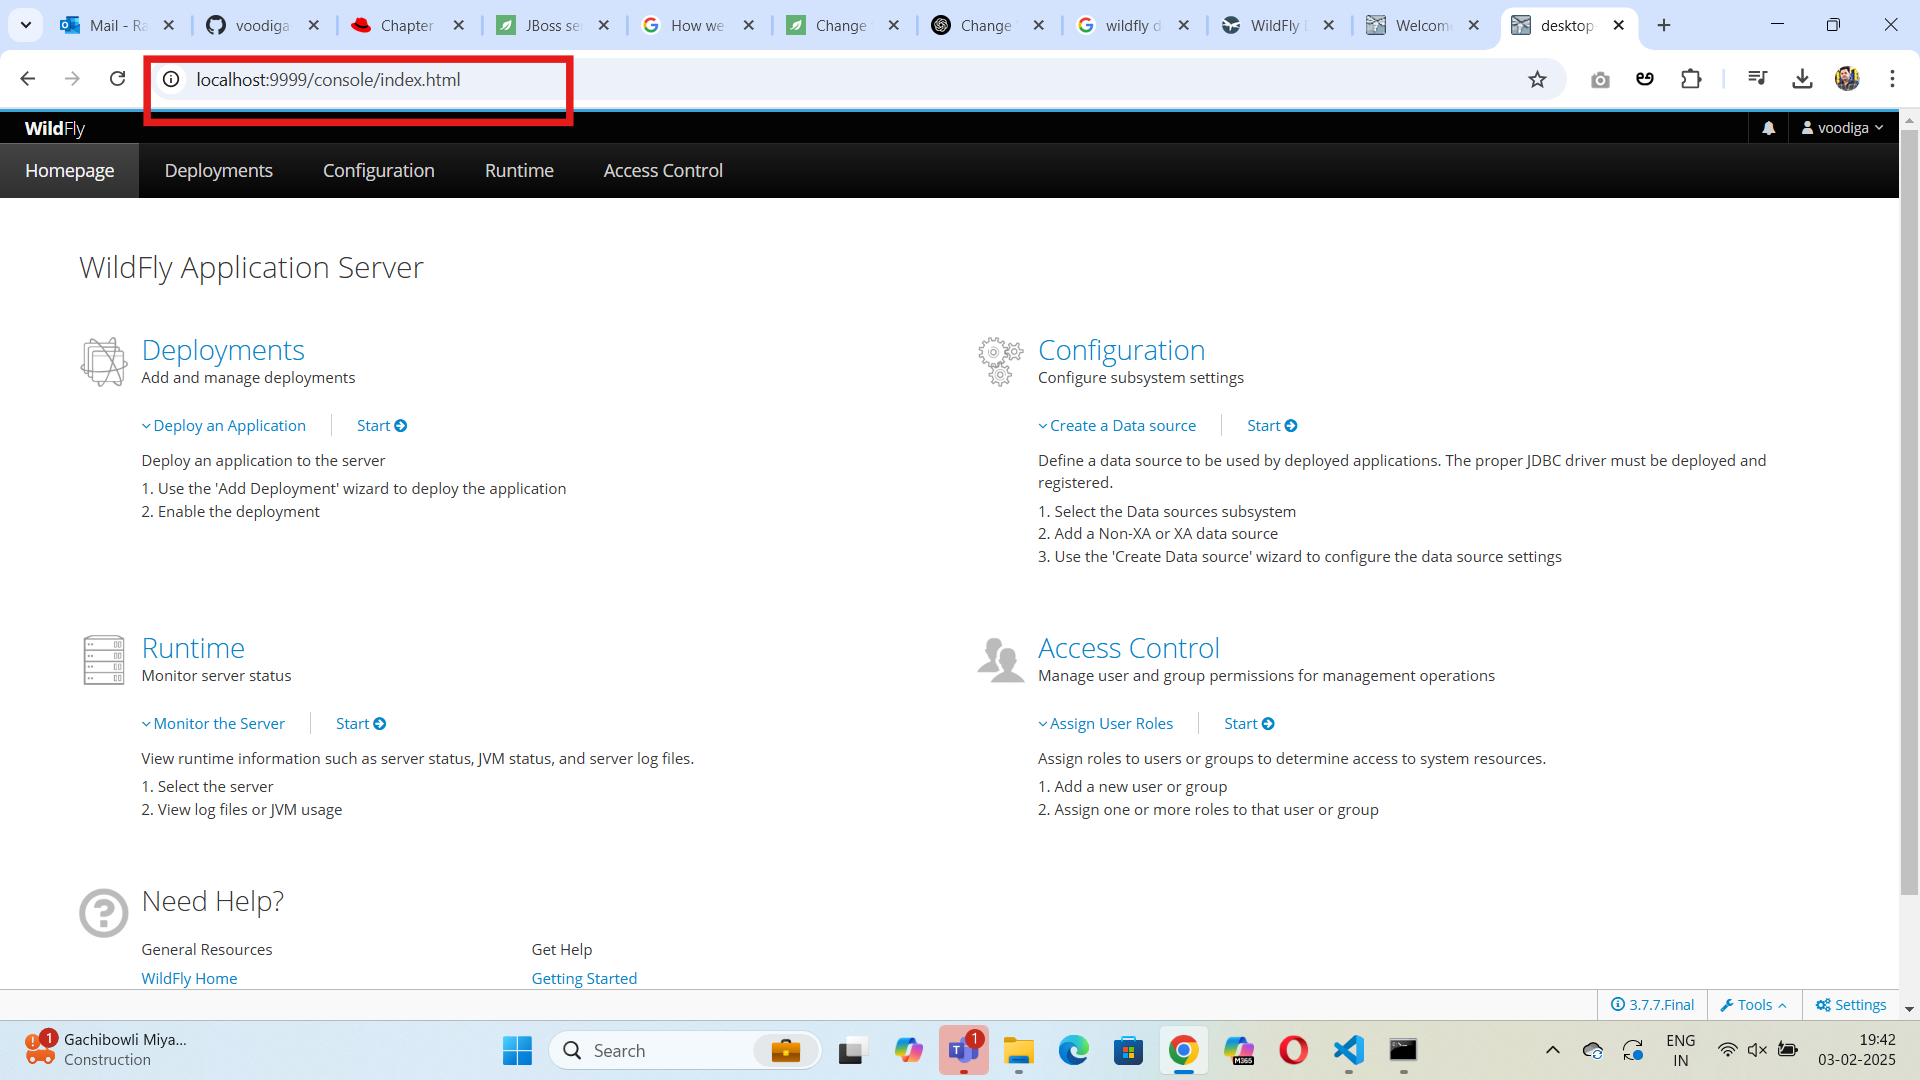 Mail - Ra
voodiga
Chapter
JBoss se
How we
Change
Change
wildfly d
WildFly
Welcom
desktop
localhost:9999/console/index.html
WildFly
voodiga
Homepage
Deployments
Configuration
Runtime
Access Control
WildFly Application Server
Deployments
Add and manage deployments
Deploy an Application
Start
Deploy an application to the server
1. Use the 'Add Deployment' wizard to deploy the application
2. Enable the deployment
Configuration
Configure subsystem settings
Create a Data source
Start
Define a data source to be used by deployed applications. The proper JDBC driver must be deployed and
registered.
1. Select the Data sources subsystem
2. Add a Non-XA or XA data source
3. Use the 'Create Data source' wizard to configure the data source settings
Runtime
Monitor server status
Monitor the Server
Start
View runtime information such as server status, JVM status, and server log files.
1. Select the server
2. View log files or JVM usage
Access Control
Manage user and group permissions for management operations
Assign User Roles
Start
Assign roles to users or groups to determine access to system resources.
1. Add a new user or group
2. Assign one or more roles to that user or group
Need Help?
General Resources
WildFly Home
Get Help
Getting Started
3.7.7.Final
Tools
Settings
1
Gachibowli Miya...
Construction
Search
1
M365
ENG
IN
19:42
03-02-2025